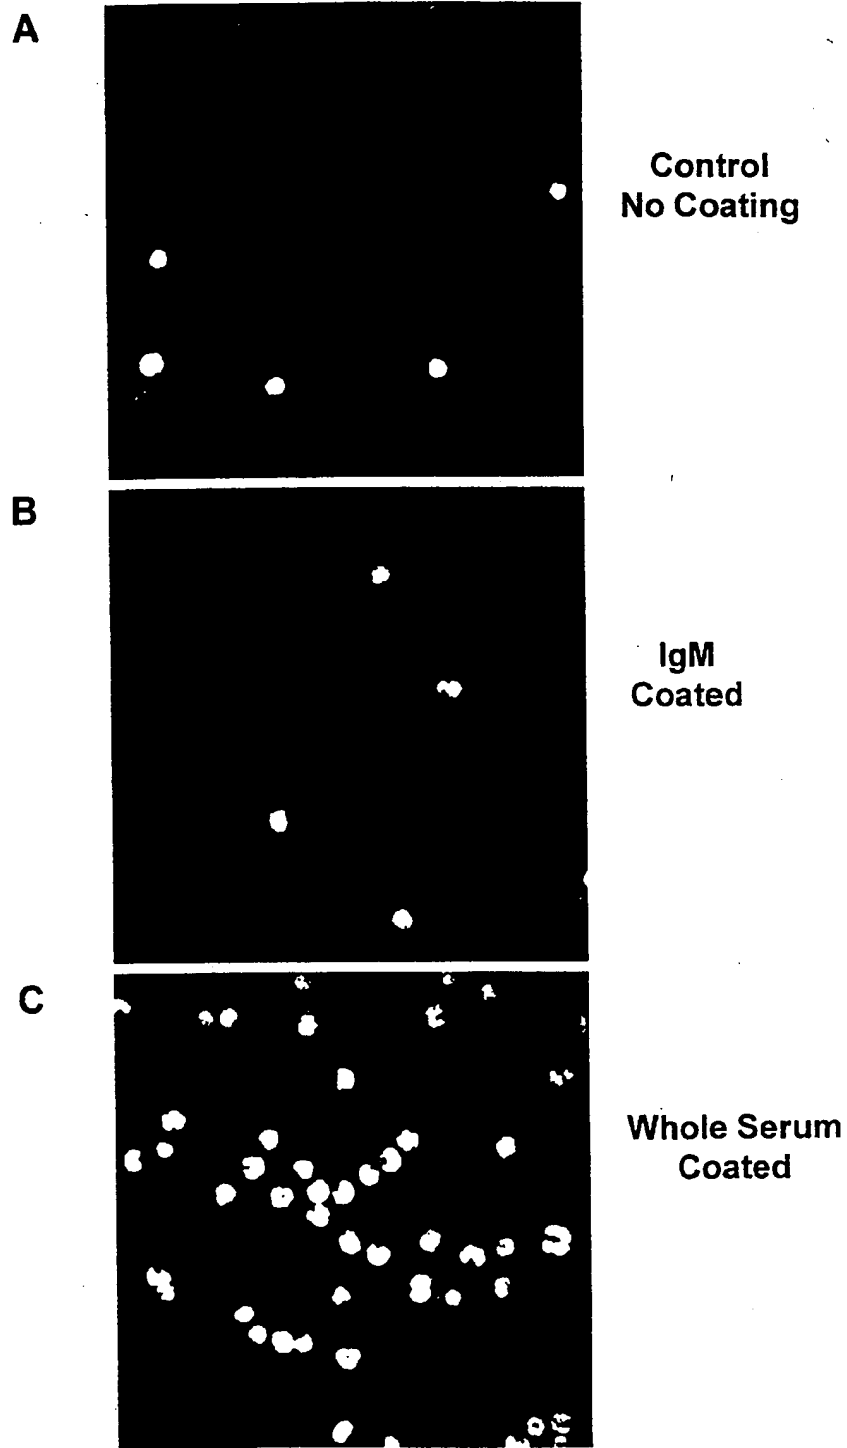 A
Control
No Coating
B
IgM
Coated
C
Whole Serum
Coated